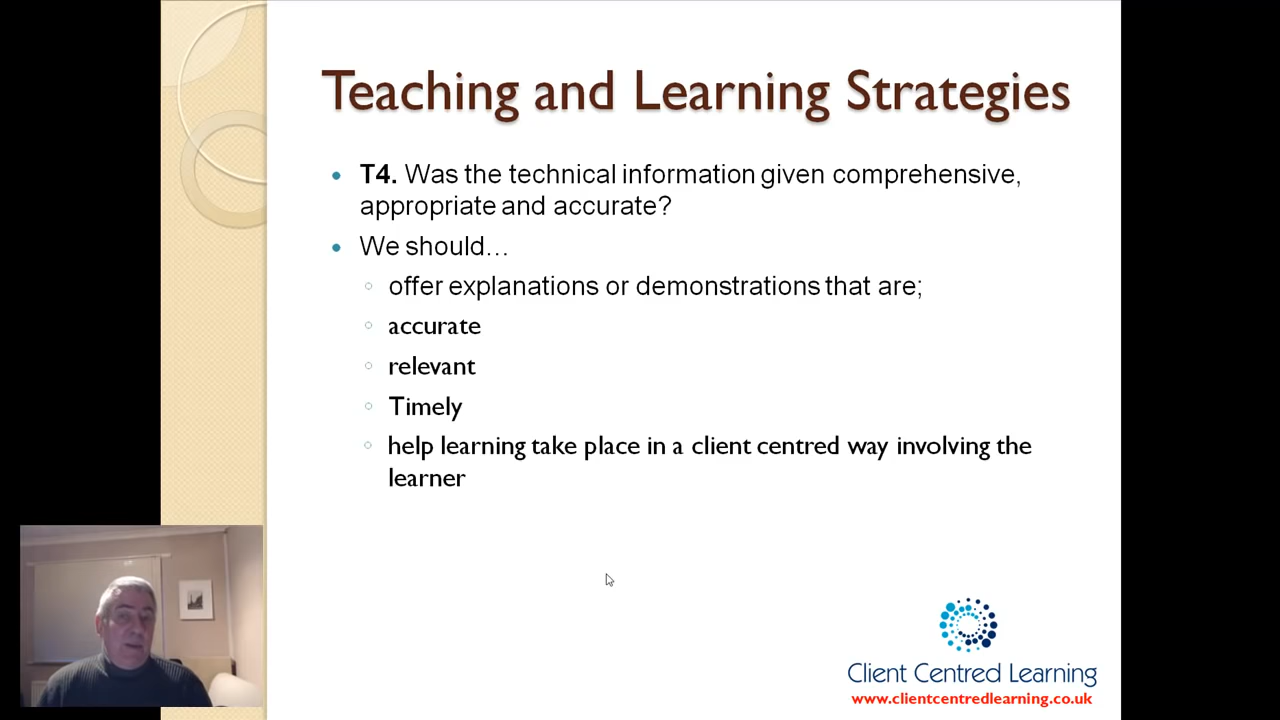 Teaching and Learning Strategies
T4. Was the technical information given comprehensive,
appropriate and accurate?
We should…
offer explanations or demonstrations that are;
accurate
relevant
Timely
help learning take place in a client centred way involving the
learner
Client Centred Learning
www.clientcentredlearning.co.uk